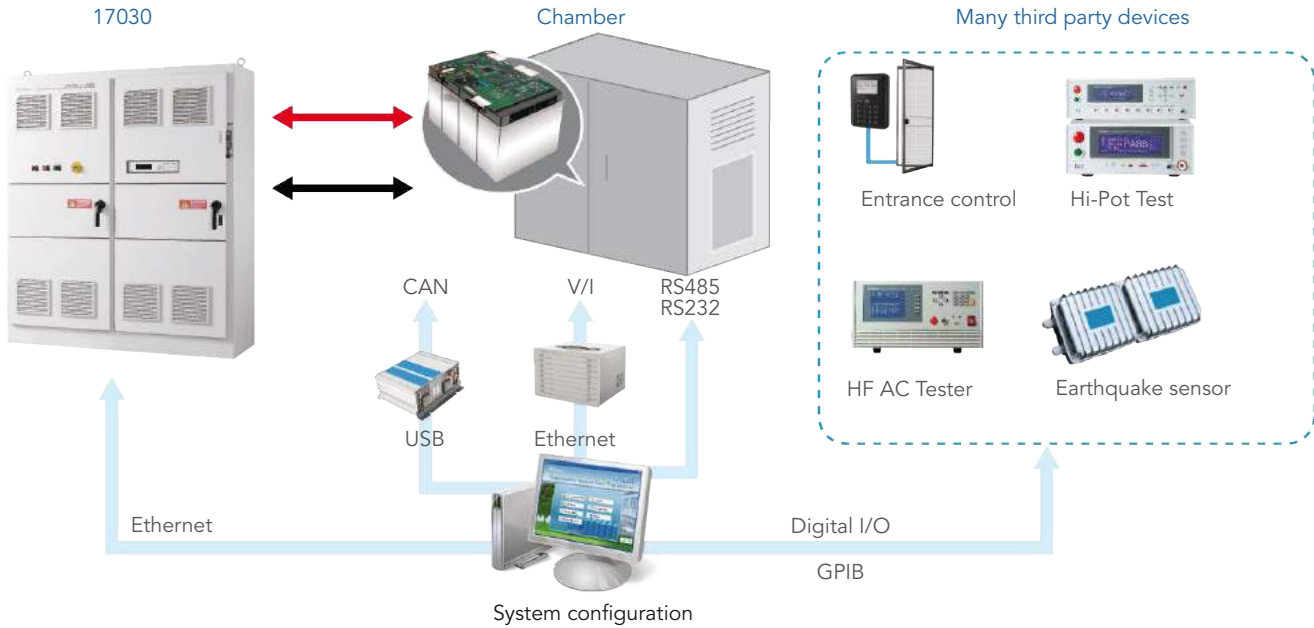 17030
Chamber
Many third party devices
Entrance control
Hi-Pot Test
PASS
CAN
V/I
RS485
RS232
HF AC Tester
Earthquake sensor
USB
Ethernet
Ethernet
Digital I/O
GPIB
System configuration